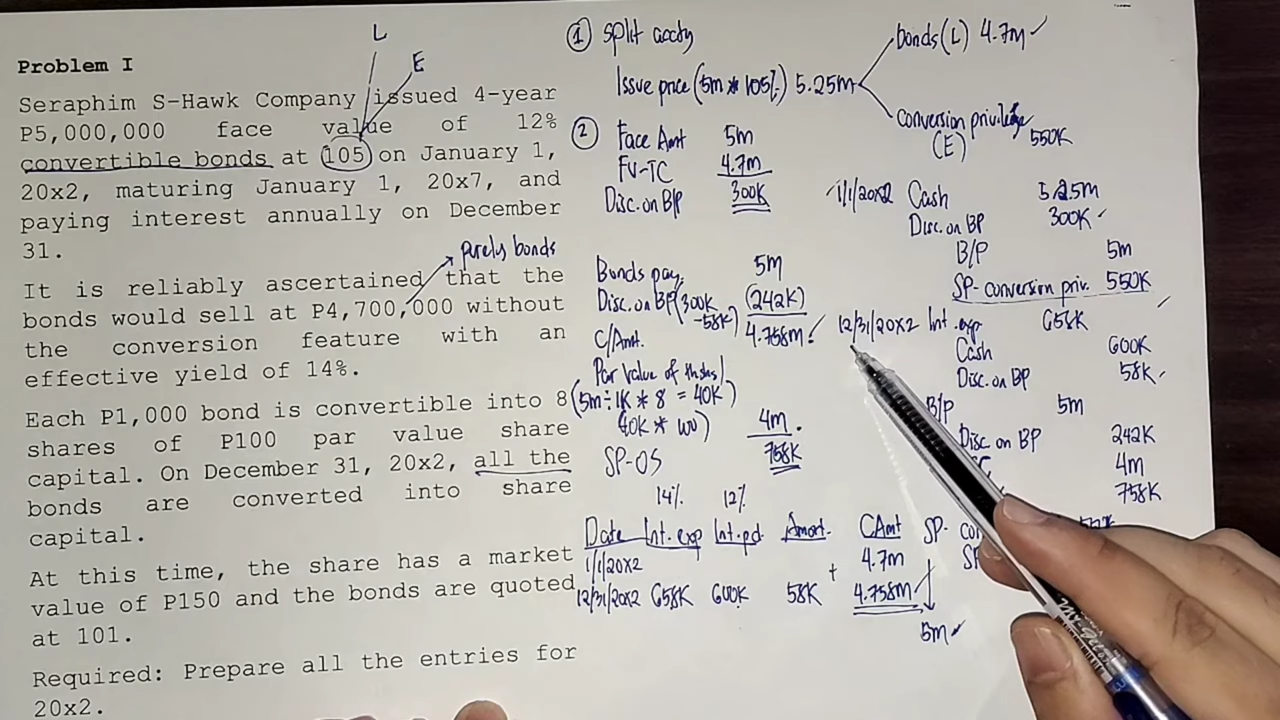 Problem I
L
E
Seraphim S-Hawk Company issued 4-year
P5,000,000 face value of 12%
convertible bonds at 105 on January 1,
20x2, maturing January 1, 20x7, and
paying interest annually on December
31.
purely bonds
It is reliably ascertained that the
bonds would sell at P4,700,000 without
the conversion feature with an
effective yield of 14%.
Each P1,000 bond is convertible into 8
shares of P100 par value share
capital. On December 31, 20x2, all the
bonds are converted into share
capital.
At this time, the share has a market
value of P150 and the bonds are quoted
at 101.
Required: Prepare all the entries for
20x2.
① Split acctg
Issue price (5m * 105%) 5.25m
bonds (L) 4.7m ✓
conversion privilege
(E) 550K
② Face Amt 5m
FV-TC 4.7m
Disc. on B/P 300K
Bonds pay. 5m
Disc. on BP (300K (242K)
-58K)
C/Amt. 4.758m ✓
Par value of
(5m ÷ 1K * 8 = 40K)
(40K * 100) 4m
SP-OS 758K
14% 12%
Date Int. exp Int. pd. Amort. CAmt
1/1/20x2 4.7m
12/31/20x2 658K 600K 58K + 4.758m
5m ✓
1/1/20x2 Cash 5.25m
Disc. on BP 300K ✓
B/P 5m
SP-conversion priv. 550K
12/31/20x2 Int. exp 658K
Cash 600K
Disc. on BP 58K
B/P 5m
Disc on BP 242K
4m
758K
SP-
SP